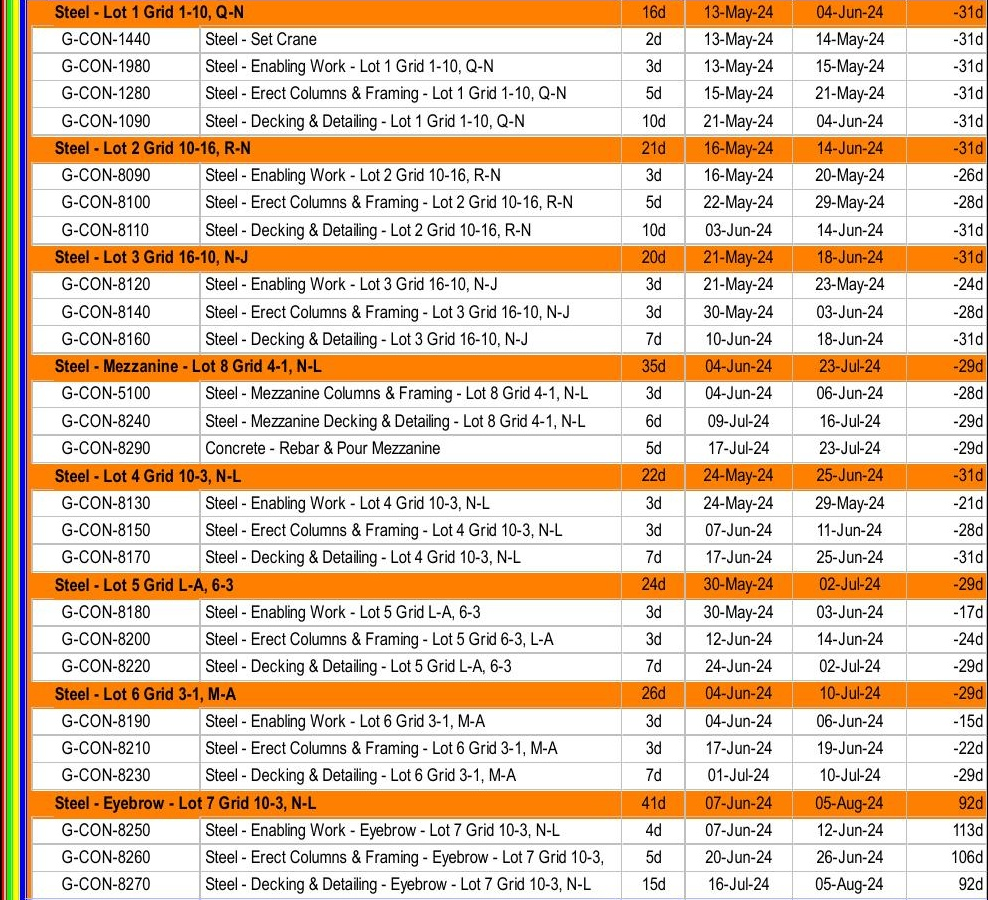 Steel - Lot 1 Grid 1-10, Q-N 16d 13-May-24 04-Jun-24 -31d
G-CON-1440 Steel - Set Crane 2d 13-May-24 14-May-24 -31d
G-CON-1980 Steel - Enabling Work - Lot 1 Grid 1-10, Q-N 3d 13-May-24 15-May-24 -31d
G-CON-1280 Steel - Erect Columns & Framing - Lot 1 Grid 1-10, Q-N 5d 15-May-24 21-May-24 -31d
G-CON-1090 Steel - Decking & Detailing - Lot 1 Grid 1-10, Q-N 10d 21-May-24 04-Jun-24 -31d
Steel - Lot 2 Grid 10-16, R-N 21d 16-May-24 14-Jun-24 -31d
G-CON-8090 Steel - Enabling Work - Lot 2 Grid 10-16, R-N 3d 16-May-24 20-May-24 -26d
G-CON-8100 Steel - Erect Columns & Framing - Lot 2 Grid 10-16, R-N 5d 22-May-24 29-May-24 -28d
G-CON-8110 Steel - Decking & Detailing - Lot 2 Grid 10-16, R-N 10d 03-Jun-24 14-Jun-24 -31d
Steel - Lot 3 Grid 16-10, N-J 20d 21-May-24 18-Jun-24 -31d
G-CON-8120 Steel - Enabling Work - Lot 3 Grid 16-10, N-J 3d 21-May-24 23-May-24 -24d
G-CON-8140 Steel - Erect Columns & Framing - Lot 3 Grid 16-10, N-J 3d 30-May-24 03-Jun-24 -28d
G-CON-8160 Steel - Decking & Detailing - Lot 3 Grid 16-10, N-J 7d 10-Jun-24 18-Jun-24 -31d
Steel - Mezzanine - Lot 8 Grid 4-1, N-L 35d 04-Jun-24 23-Jul-24 -29d
G-CON-5100 Steel - Mezzanine Columns & Framing - Lot 8 Grid 4-1, N-L 3d 04-Jun-24 06-Jun-24 -28d
G-CON-8240 Steel - Mezzanine Decking & Detailing - Lot 8 Grid 4-1, N-L 6d 09-Jul-24 16-Jul-24 -29d
G-CON-8290 Concrete - Rebar & Pour Mezzanine 5d 17-Jul-24 23-Jul-24 -29d
Steel - Lot 4 Grid 10-3, N-L 22d 24-May-24 25-Jun-24 -31d
G-CON-8130 Steel - Enabling Work - Lot 4 Grid 10-3, N-L 3d 24-May-24 29-May-24 -21d
G-CON-8150 Steel - Erect Columns & Framing - Lot 4 Grid 10-3, N-L 3d 07-Jun-24 11-Jun-24 -28d
G-CON-8170 Steel - Decking & Detailing - Lot 4 Grid 10-3, N-L 7d 17-Jun-24 25-Jun-24 -31d
Steel - Lot 5 Grid L-A, 6-3 24d 30-May-24 02-Jul-24 -29d
G-CON-8180 Steel - Enabling Work - Lot 5 Grid L-A, 6-3 3d 30-May-24 03-Jun-24 -17d
G-CON-8200 Steel - Erect Columns & Framing - Lot 5 Grid 6-3, L-A 3d 12-Jun-24 14-Jun-24 -24d
G-CON-8220 Steel - Decking & Detailing - Lot 5 Grid L-A, 6-3 7d 24-Jun-24 02-Jul-24 -29d
Steel - Lot 6 Grid 3-1, M-A 26d 04-Jun-24 10-Jul-24 -29d
G-CON-8190 Steel - Enabling Work - Lot 6 Grid 3-1, M-A 3d 04-Jun-24 06-Jun-24 -15d
G-CON-8210 Steel - Erect Columns & Framing - Lot 6 Grid 3-1, M-A 3d 17-Jun-24 19-Jun-24 -22d
G-CON-8230 Steel - Decking & Detailing - Lot 6 Grid 3-1, M-A 7d 01-Jul-24 10-Jul-24 -29d
Steel - Eyebrow - Lot 7 Grid 10-3, N-L 41d 07-Jun-24 05-Aug-24 92d
G-CON-8250 Steel - Enabling Work - Eyebrow - Lot 7 Grid 10-3, N-L 4d 07-Jun-24 12-Jun-24 113d
G-CON-8260 Steel - Erect Columns & Framing - Eyebrow - Lot 7 Grid 10-3, 5d 20-Jun-24 26-Jun-24 106d
G-CON-8270 Steel - Decking & Detailing - Eyebrow - Lot 7 Grid 10-3, N-L 15d 16-Jul-24 05-Aug-24 92d